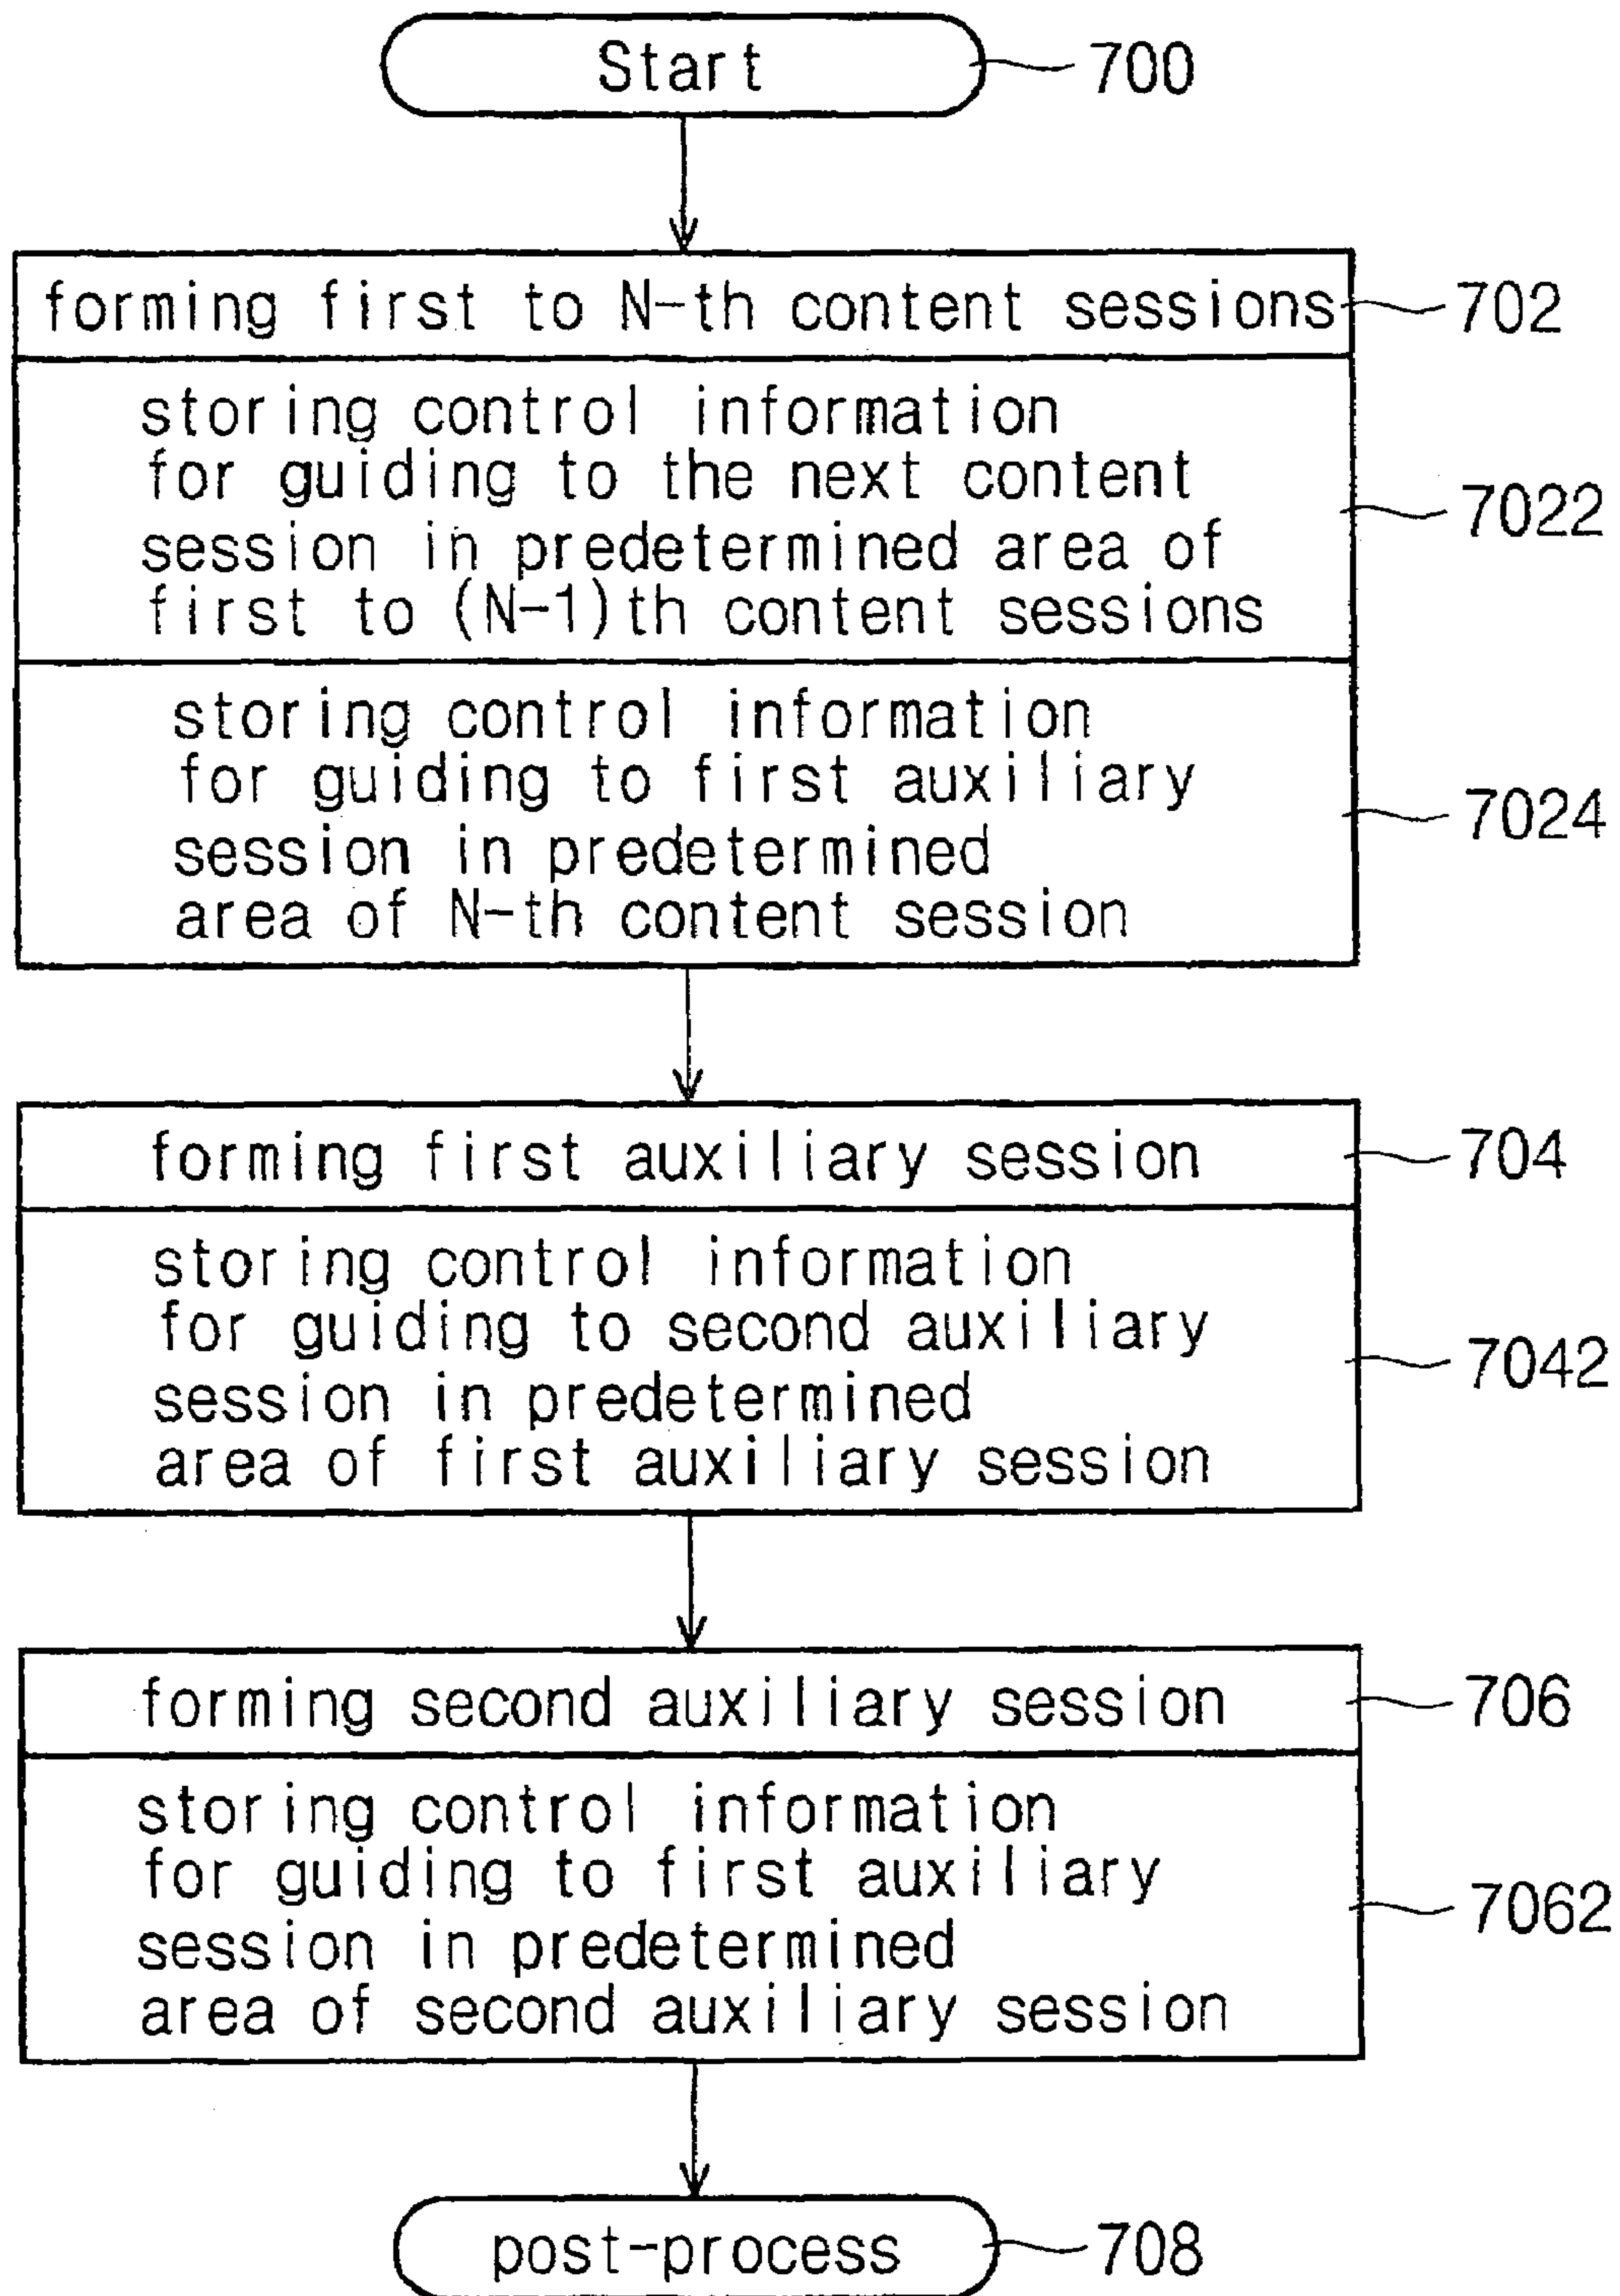 Start 700
forming first to N-th content sessions 702
storing control information
for guiding to the next content
session in predetermined area of
first to (N-1)th content sessions
7022
storing control information
for guiding to first auxiliary
session in predetermined
area of N-th content session
7024
forming first auxiliary session 704
storing control information
for guiding to second auxiliary
session in predetermined
area of first auxiliary session
7042
forming second auxiliary session 706
storing control information
for guiding to first auxiliary
session in predetermined
area of second auxiliary session
7062
post-process 708